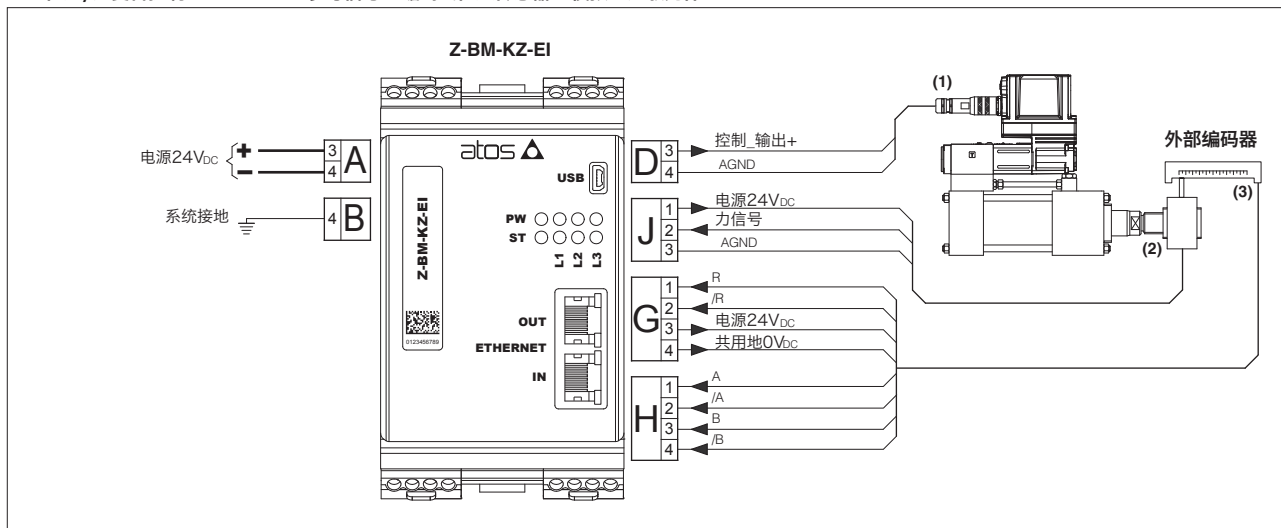 Z-BM-KZ-EI
电源24VDC
+
-
3
4
A
系统接地
4
B
atos
USB
PW
ST
L1
L2
L3
Z-BM-KZ-EI
0123456789
OUT
ETHERNET
IN
D
3
4
控制_输出+
AGND
J
1
2
3
电源24VDC
力信号
AGND
G
1
2
3
4
R
/R
电源24VDC
共用地0VDC
H
1
2
3
4
A
/A
B
/B
(1)
外部编码器
(3)
(2)